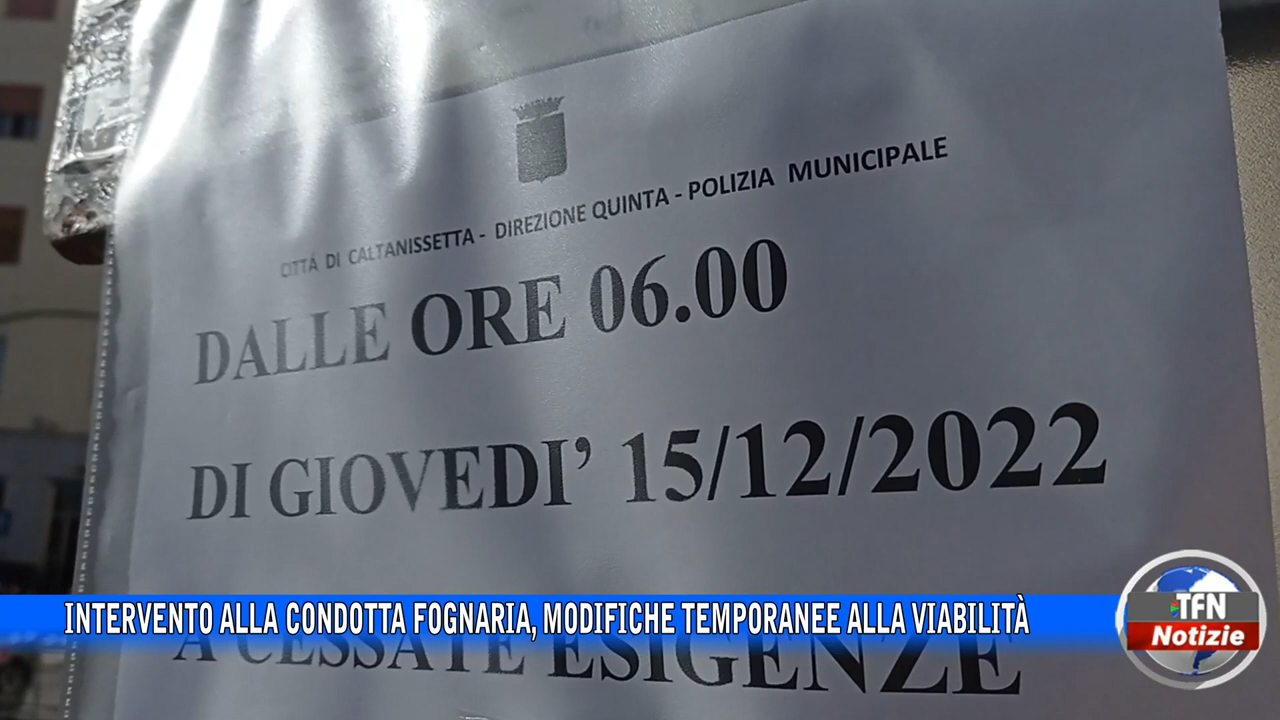 CITTÁ DI CALTANISSETTA - DIREZIONE QUINTA - POLIZIA MUNICIPALE
DALLE ORE 06.00
DI GIOVEDI’ 15/12/2022
INTERVENTO ALLA CONDOTTA FOGNARIA, MODIFICHE TEMPORANEE ALLA VIABILITÀ
A CESSATE ESIGENZE
TFN
Notizie